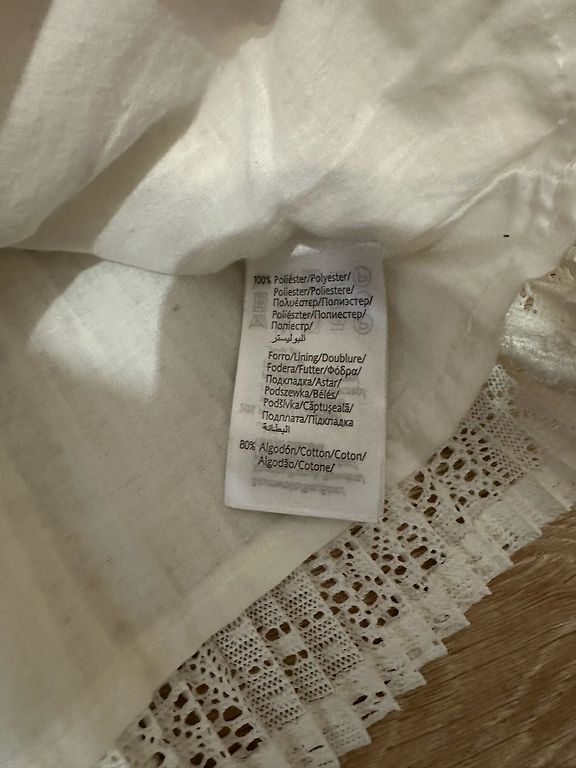 100% Poliéster/Polyester/
Poliester/Poliestere/
Πολυέστερ/Полиэстер/
Poliészter/Полиестер/
Поліестр/
البوليستر
Forro/Lining/Doublure/
Fodera/Futter/Φόδρα/
Подкладка/Astar/
Podszewka/Bélés/
Podšívka/Căptușeală/
Подплата/Підкладка
البطانة
80% Algodón/Cotton/Coton/
Algodão/Cotone/